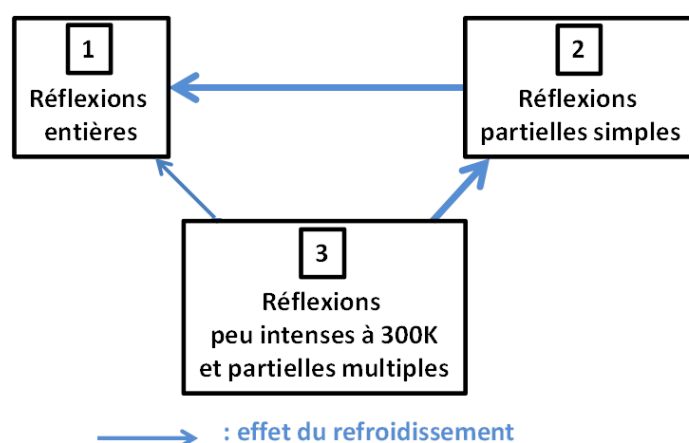 1
Réflexions
entières
2
Réflexions
partielles simples
3
Réflexions
peu intenses à 300K
et partielles multiples
: effet du refroidissement